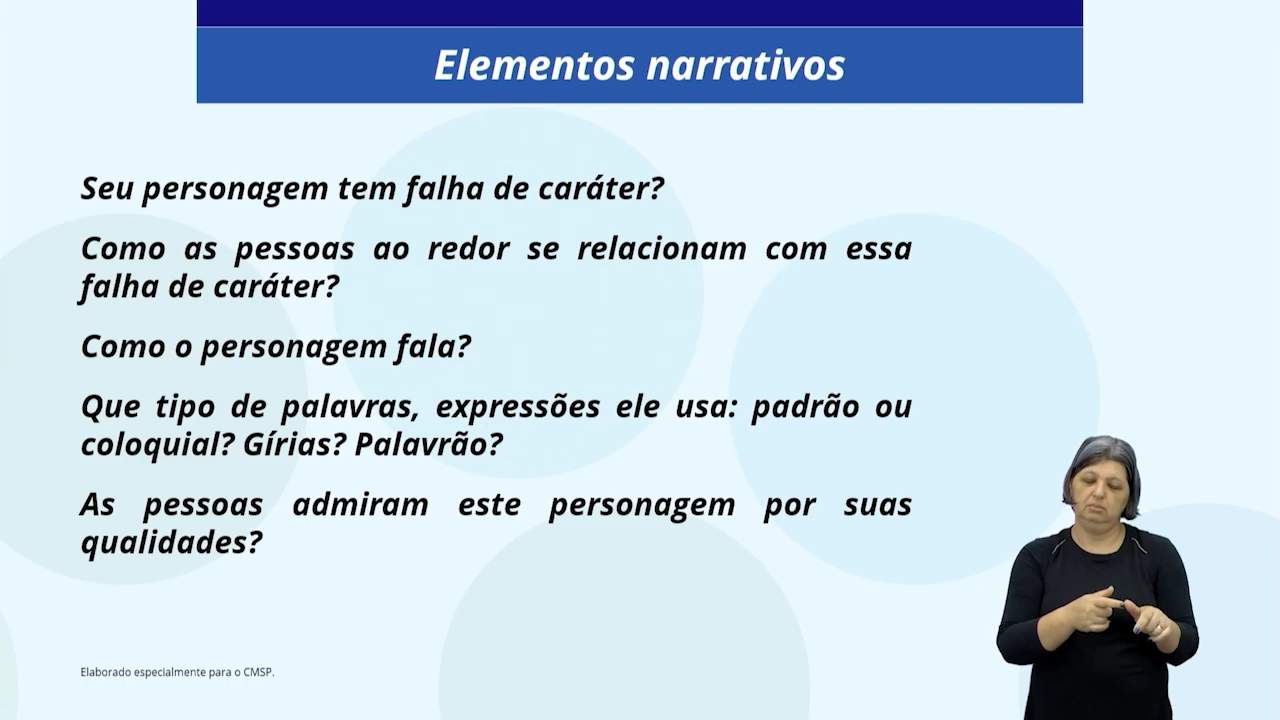 Elementos narrativos
Seu personagem tem falha de caráter?
Como as pessoas ao redor se relacionam com essa
falha de caráter?
Como o personagem fala?
Que tipo de palavras, expressões ele usa: padrão ou
coloquial? Gírias? Palavrão?
As pessoas admiram este personagem por suas
qualidades?
Elaborado especialmente para o CMSP.